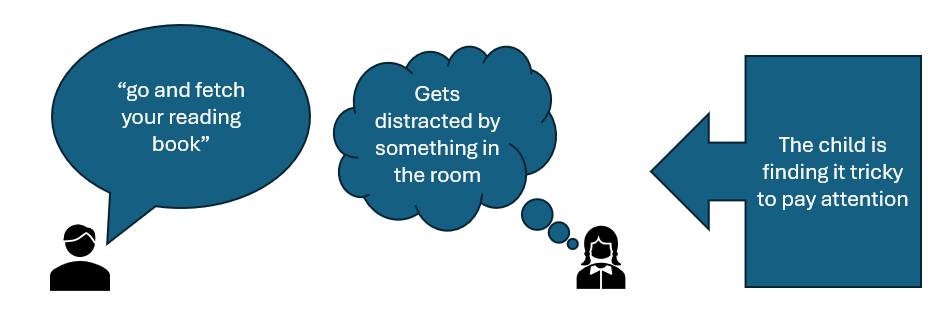 “go and fetch
your reading
book”
Gets
distracted by
something in
the room
The child is
finding it tricky
to pay attention